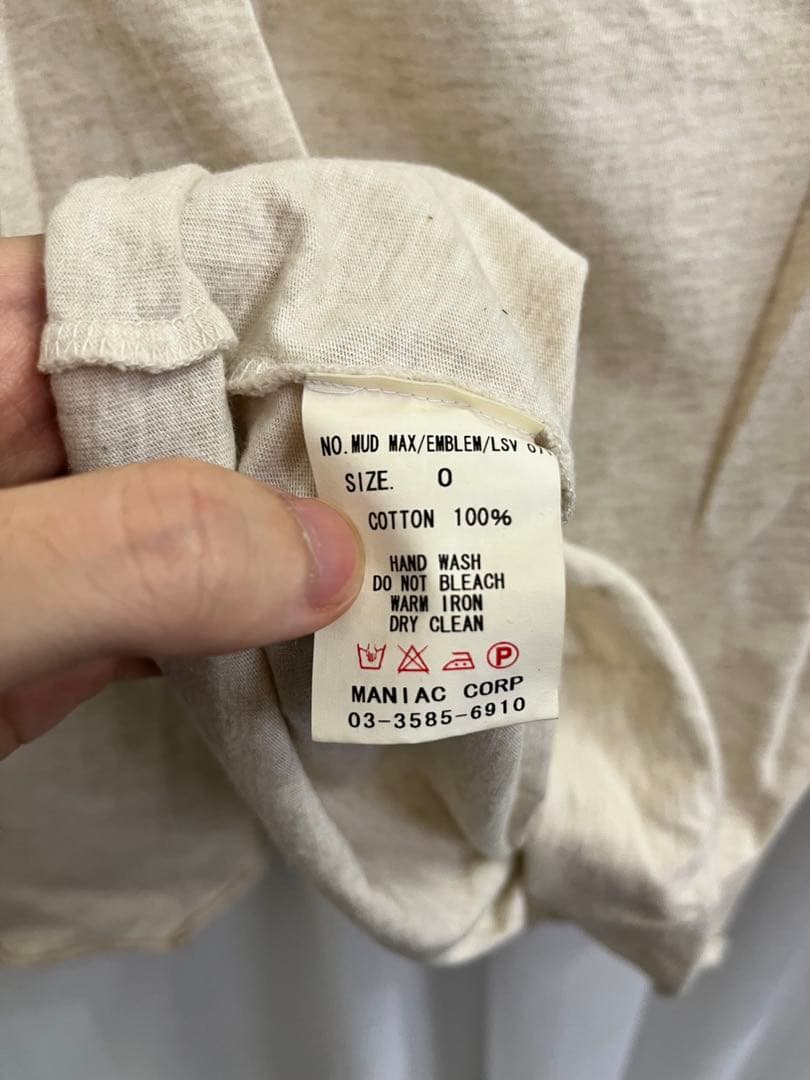 NO.MUD MAX/EMBLEM/LSV
SIZE. 0
COTTON 100%
HAND WASH
DO NOT BLEACH
WARM IRON
DRY CLEAN
P
MANIAC CORP
03-3585-6910